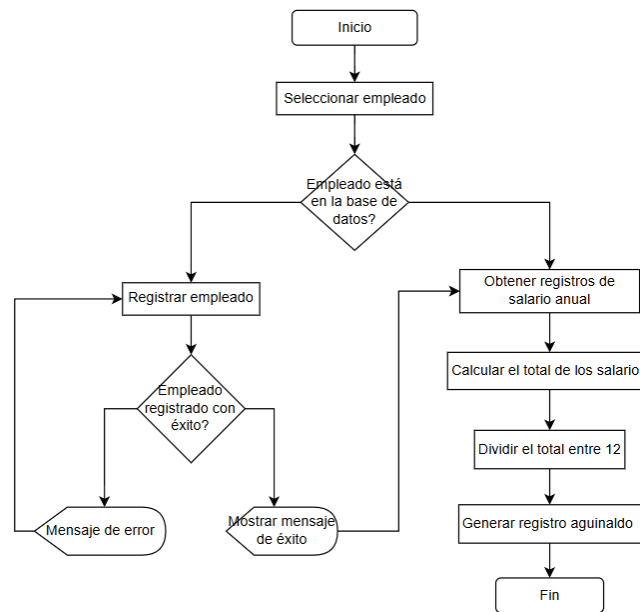 Inicio
Seleccionar empleado
Empleado está
en la base de
datos?
Registrar empleado
Obtener registros de
salario anual
Calcular el total de los salario
Empleado
registrado con
éxito?
Dividir el total entre 12
Mensaje de error
Mostrar mensaje
de éxito
Generar registro aguinaldo
Fin